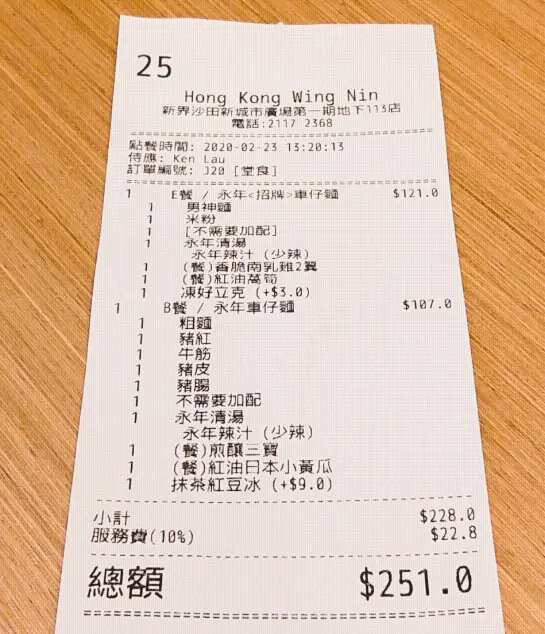 25
Hong Kong Wing Nin
新界沙田新城市廣場第一期地下113店
電話:2117 2368
點餐時間: 2020-02-23 13:20:13
侍應: Ken Lau
訂單編號: J20 [堂食]
1 E餐 / 永年<招牌>車仔麵 $121.0
1 男神麵
1 米粉
1 [不需要加配]
1 永年清湯
永年辣汁 (少辣)
1 (餐)香脆南乳雞2翼
1 (餐)紅油萵筍
1 凍好立克 (+$3.0)
1 B餐 / 永年車仔麵 $107.0
1 粗麵
1 豬紅
1 牛筋
1 豬皮
1 豬腸
1 不需要加配
1 永年清湯
永年辣汁 (少辣)
1 (餐)煎釀三寶
1 (餐)紅油日本小黃瓜
1 抹茶紅豆冰 (+$9.0)
小計 $228.0
服務費(10%) $22.8
總額 $251.0